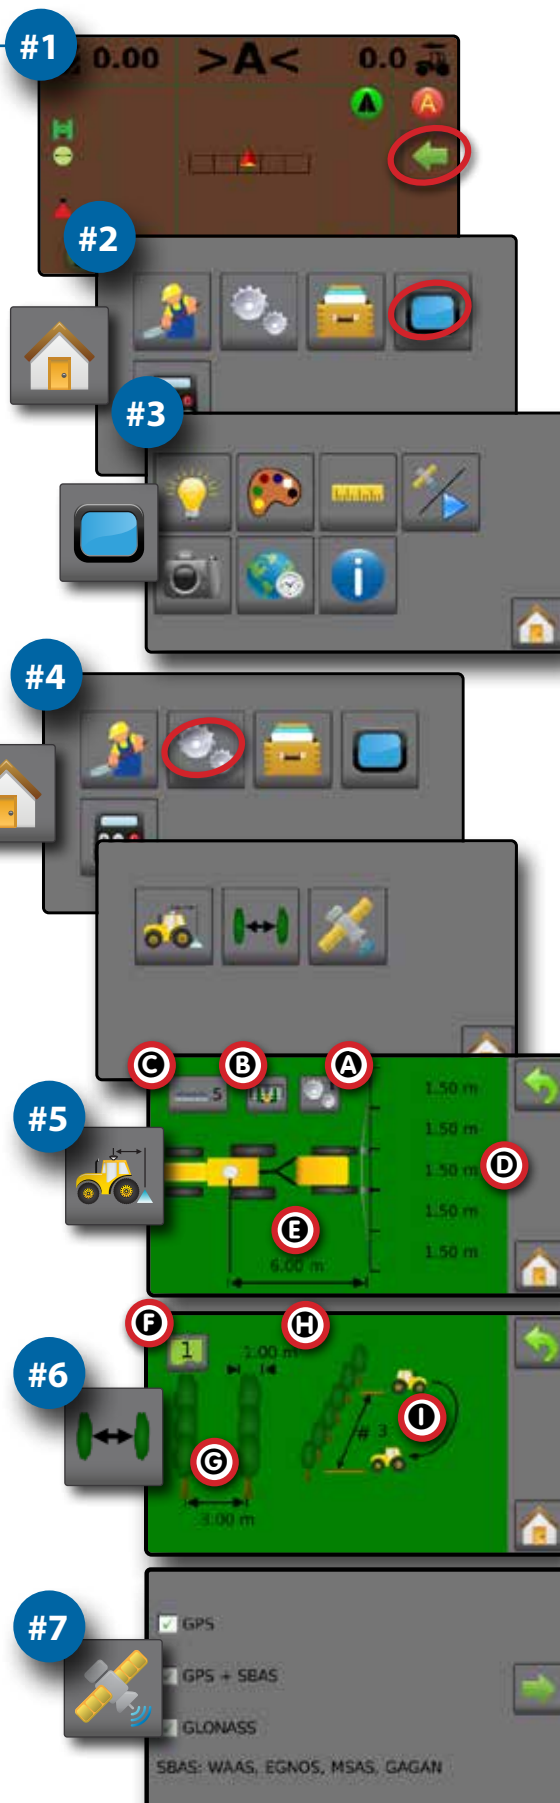 #1
0.00 >A< 0.0
A A
#2
#3
i
#4
C B A
5
1.50 m
#5
1.50 m
1.50 m D
E
1.50 m
6.00 m
1.50 m
F H
1
1.00 m
#6
I
# 3
G
3.00 m
#7
GPS
GPS + SBAS
GLONASS
SBAS: WAAS, EGNOS, MSAS, GAGAN